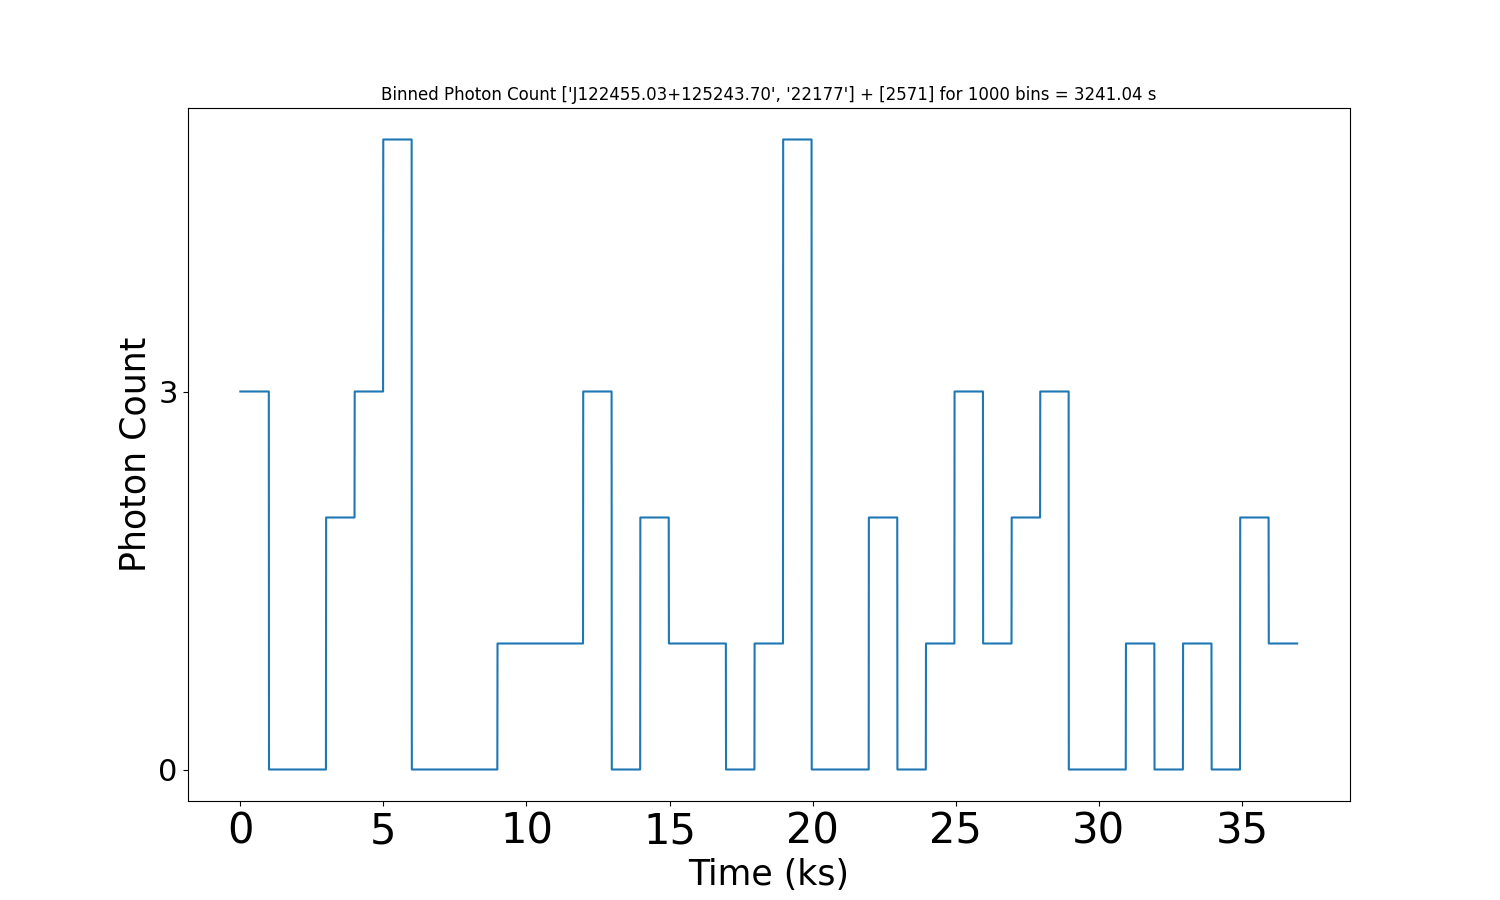 Binned Photon Count ['J122455.03+125243.70', '22177'] + [2571] for 1000 bins = 3241.04 s
Photon Count
3
0
0 5 10 15 20 25 30 35
Time (ks)